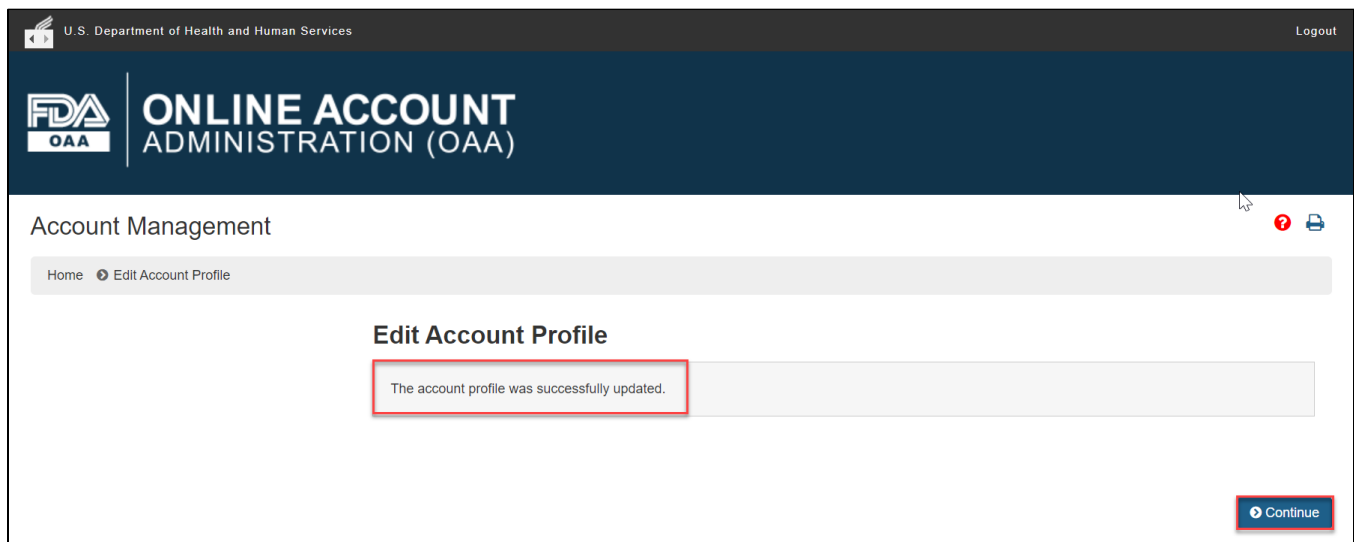 U.S. Department of Health and Human Services
Logout
FDA
OAA
ONLINE ACCOUNT
ADMINISTRATION (OAA)
Account Management
?
Home Edit Account Profile
Edit Account Profile
The account profile was successfully updated.
Continue